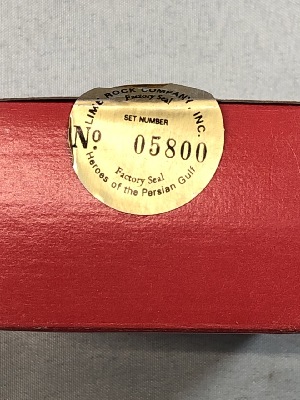 LIME ROCK COMPANY, INC.
Factory Seal
SET NUMBER
No 05800
Factory Seal
Heroes of the Persian Gulf